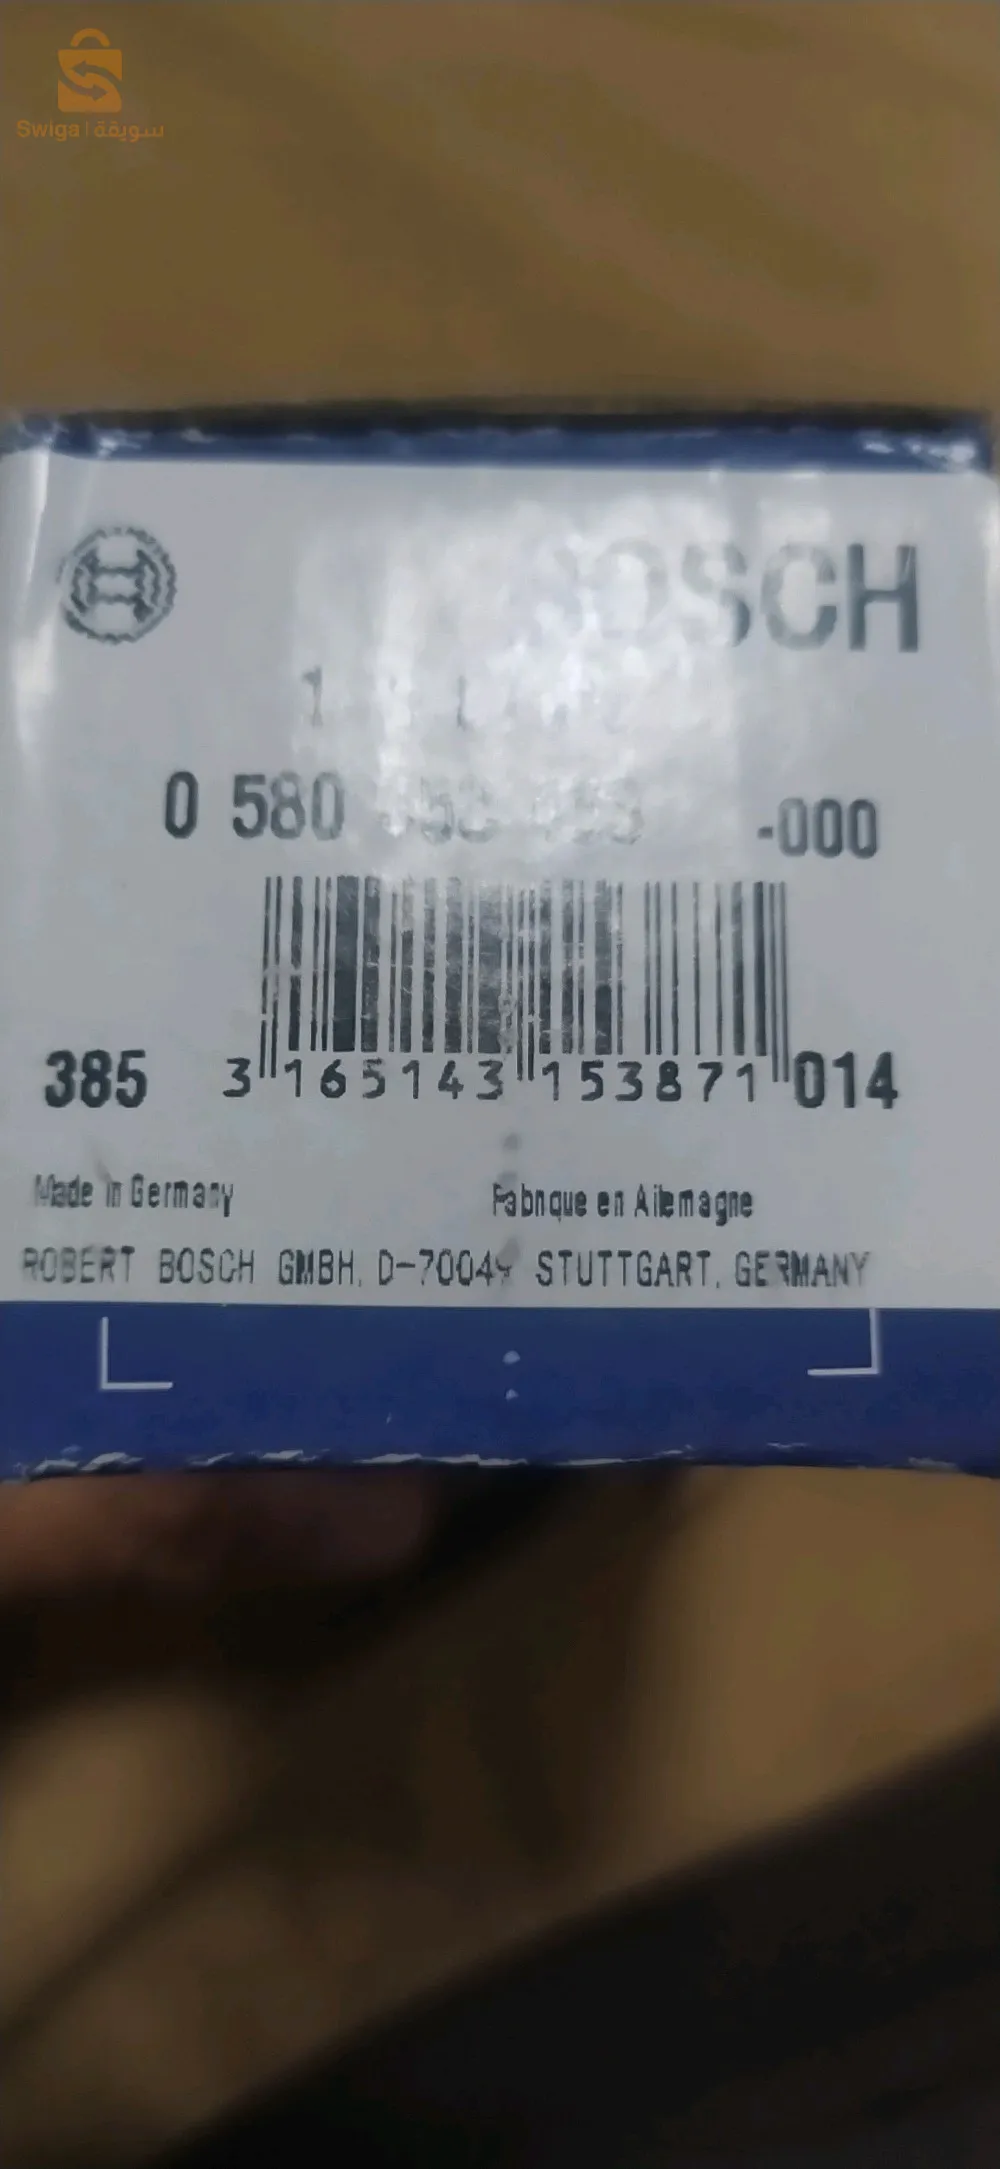 Swiga | سويقة
BOSCH
0 580 -000
385 3 165143 153871 014
Made in Germany Fabrique en Allemagne
ROBERT BOSCH GMBH, D-70049 STUTTGART, GERMANY